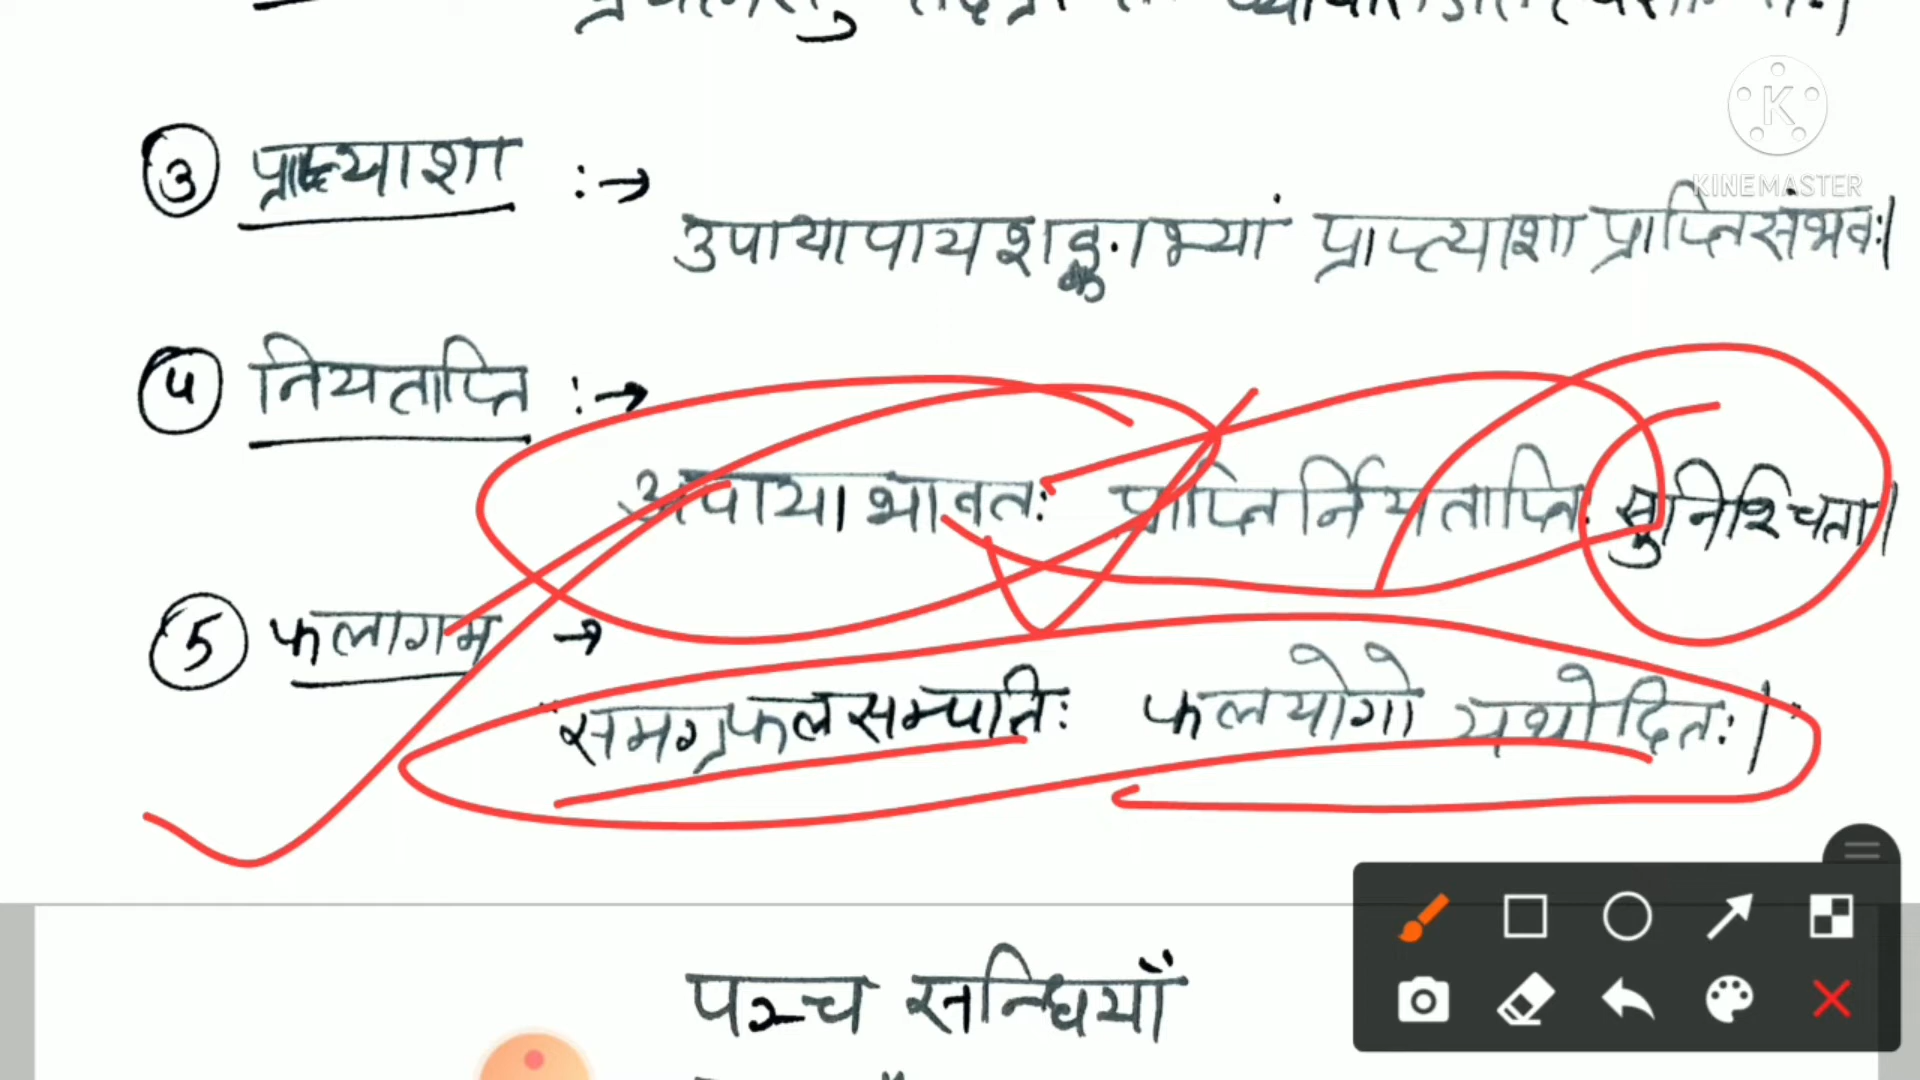 KINEMASTER
③ प्राप्त्याशा :→
उपायापायशङ्काभ्यां प्राप्त्याशा प्राप्तिसंभवः।
④ नियताप्ति :→
अपायाभावतः प्राप्तिर्नियताप्तिः सुनिश्चिता।
⑤ फलागम →
समग्रफलसम्पतिः फलयोगो यथोदितः।
पञ्च सन्धियाँ